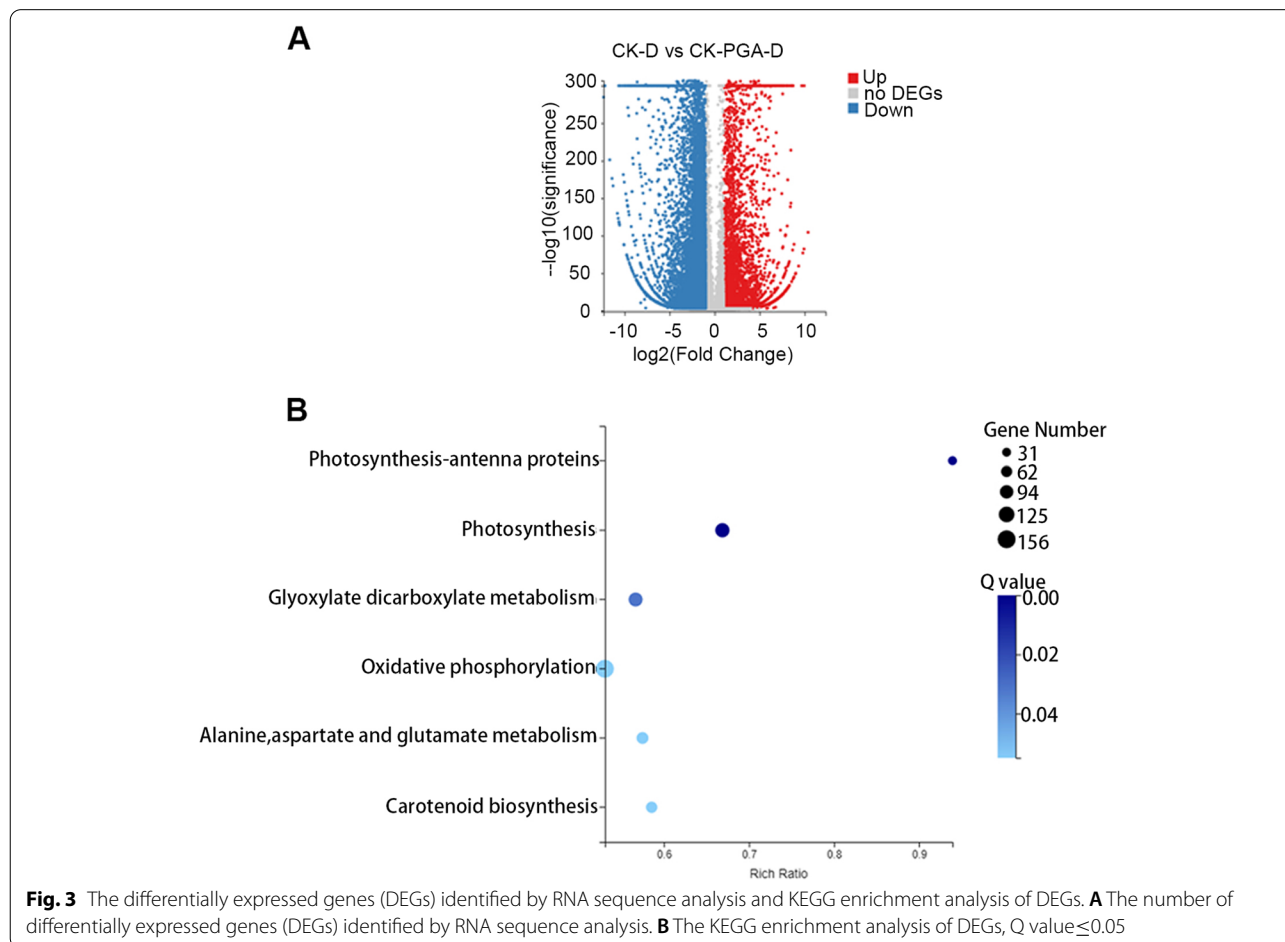 A
CK-D vs CK-PGA-D
Up
no DEGs
Down
300
250
200
150
100
50
0
--log10(significance)
-10 -5 0 5 10
log2(Fold Change)
B
Photosynthesis-antenna proteins
Photosynthesis
Glyoxylate dicarboxylate metabolism
Oxidative phosphorylation
Alanine,aspartate and glutamate metabolism
Carotenoid biosynthesis
0.6 0.7 0.8 0.9
Rich Ratio
Gene Number
31
62
94
125
156
Q value
0.00
0.02
0.04
Fig. 3 The differentially expressed genes (DEGs) identified by RNA sequence analysis and KEGG enrichment analysis of DEGs. A The number of
differentially expressed genes (DEGs) identified by RNA sequence analysis. B The KEGG enrichment analysis of DEGs, Q value≤0.05